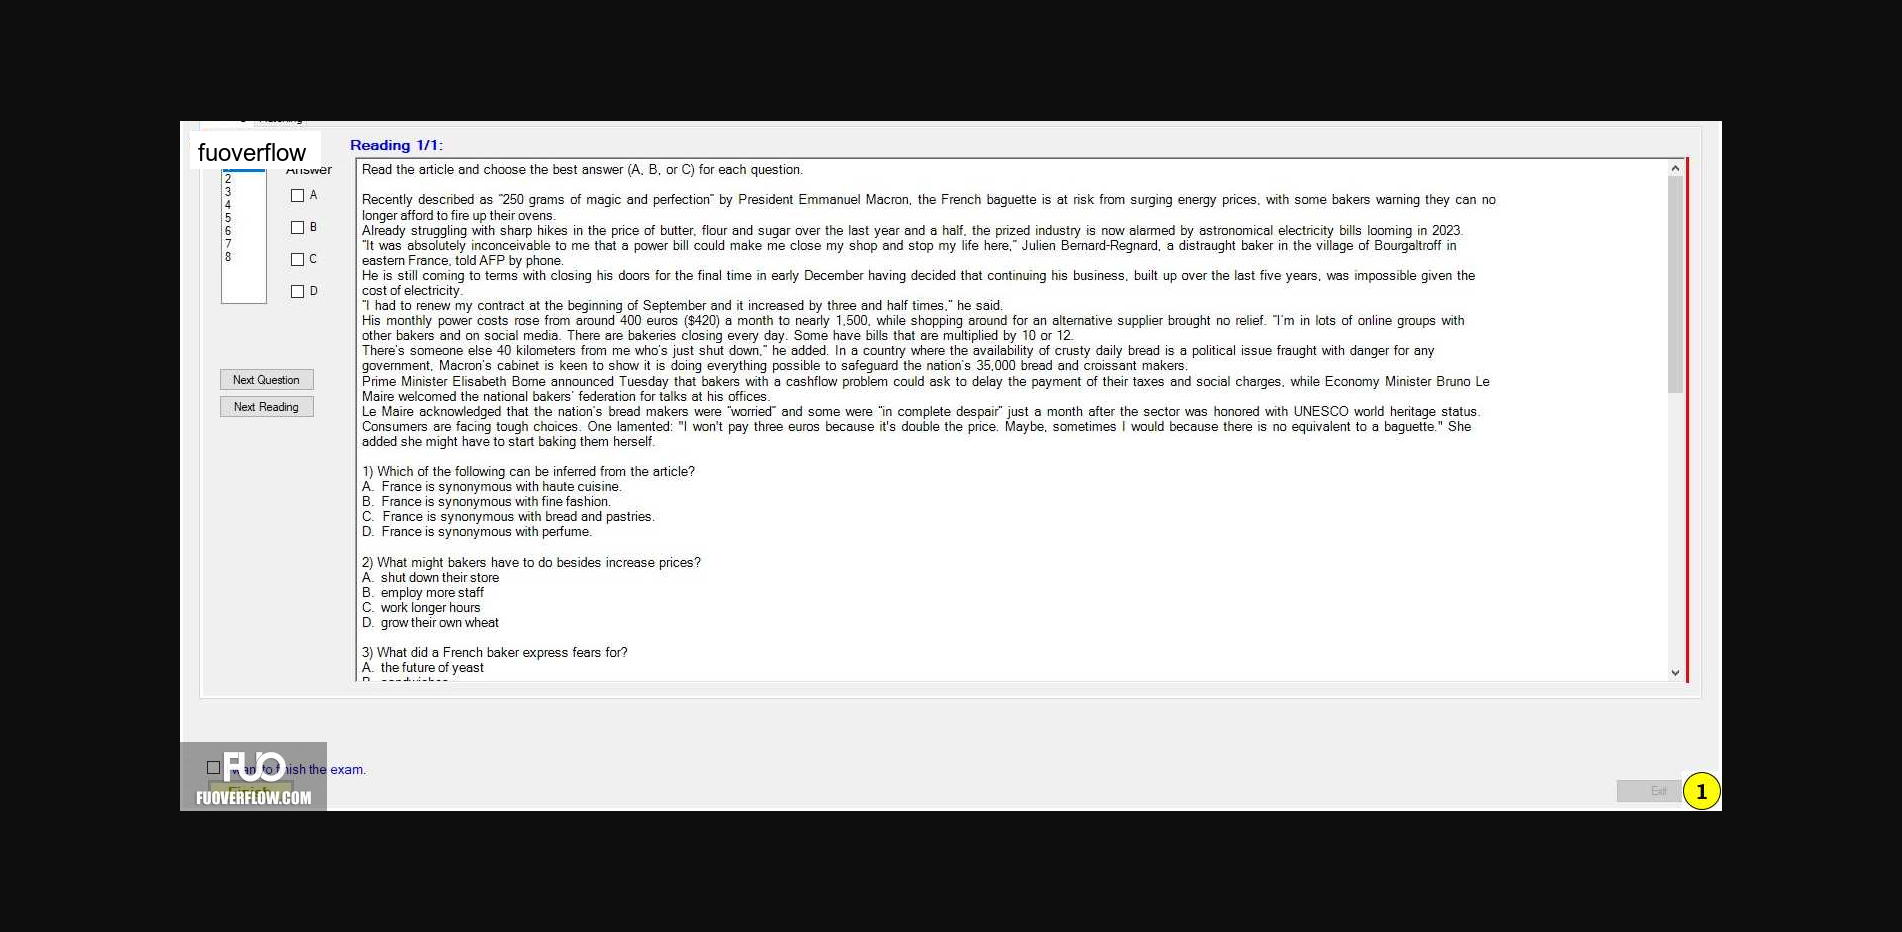 fuoverflow
Reading 1/1:
Answer
2
3
4
5
6
7
8
A
B
C
D
Next Question
Next Reading
Read the article and choose the best answer (A, B, or C) for each question.
Recently described as "250 grams of magic and perfection" by President Emmanuel Macron, the French baguette is at risk from surging energy prices, with some bakers warning they can no
longer afford to fire up their ovens.
Already struggling with sharp hikes in the price of butter, flour and sugar over the last year and a half, the prized industry is now alarmed by astronomical electricity bills looming in 2023.
"It was absolutely inconceivable to me that a power bill could make me close my shop and stop my life here," Julien Bernard-Regnard, a distraught baker in the village of Bourgaltroff in
eastern France, told AFP by phone.
He is still coming to terms with closing his doors for the final time in early December having decided that continuing his business, built up over the last five years, was impossible given the
cost of electricity.
"I had to renew my contract at the beginning of September and it increased by three and half times," he said.
His monthly power costs rose from around 400 euros ($420) a month to nearly 1,500, while shopping around for an alternative supplier brought no relief. "I'm in lots of online groups with
other bakers and on social media. There are bakeries closing every day. Some have bills that are multiplied by 10 or 12.
There's someone else 40 kilometers from me who's just shut down," he added. In a country where the availability of crusty daily bread is a political issue fraught with danger for any
government, Macron's cabinet is keen to show it is doing everything possible to safeguard the nation's 35,000 bread and croissant makers.
Prime Minister Elisabeth Borne announced Tuesday that bakers with a cashflow problem could ask to delay the payment of their taxes and social charges, while Economy Minister Bruno Le
Maire welcomed the national bakers' federation for talks at his offices.
Le Maire acknowledged that the nation's bread makers were "worried" and some were "in complete despair" just a month after the sector was honored with UNESCO world heritage status.
Consumers are facing tough choices. One lamented: "I won't pay three euros because it's double the price. Maybe, sometimes I would because there is no equivalent to a baguette." She
added she might have to start baking them herself.
1) Which of the following can be inferred from the article?
A. France is synonymous with haute cuisine.
B. France is synonymous with fine fashion.
C. France is synonymous with bread and pastries.
D. France is synonymous with perfume.
2) What might bakers have to do besides increase prices?
A. shut down their store
B. employ more staff
C. work longer hours
D. grow their own wheat
3) What did a French baker express fears for?
A. the future of yeast
FUO
to finish the exam.
FUOVERFLOW.COM
Exit
1